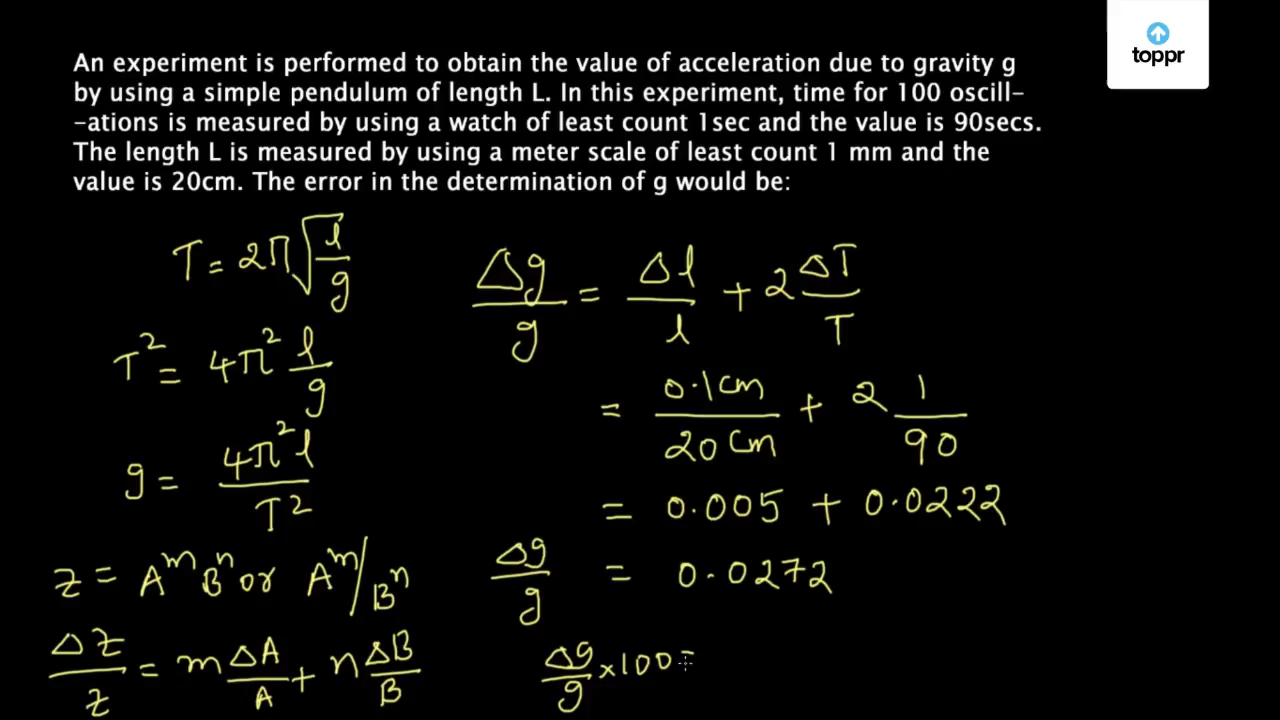 toppr
An experiment is performed to obtain the value of acceleration due to gravity g
by using a simple pendulum of length L. In this experiment, time for 100 oscill-
-ations is measured by using a watch of least count 1sec and the value is 90secs.
The length L is measured by using a meter scale of least count 1 mm and the
value is 20cm. The error in the determination of g would be:
T = 2π√(l/g)
T² = 4π² l/g
g = 4π²l/T²
z = A^m B^n or A^m/B^n
Δz/z = m ΔA/A + n ΔB/B
Δg/g = Δl/l + 2 ΔT/T
= 0.1cm/20cm + 2 1/90
= 0.005 + 0.0222
Δg/g = 0.0272
Δg/g × 100 =